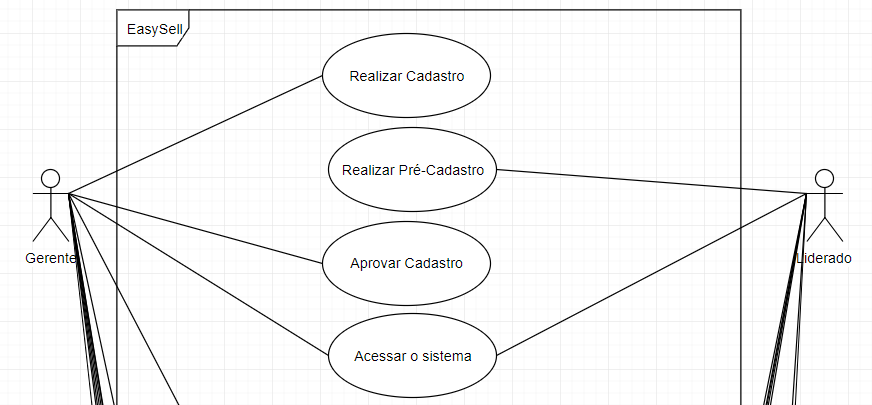 EasySell
Realizar Cadastro
Realizar Pré-Cadastro
Gerente
Aprovar Cadastro
Liderado
Acessar o sistema